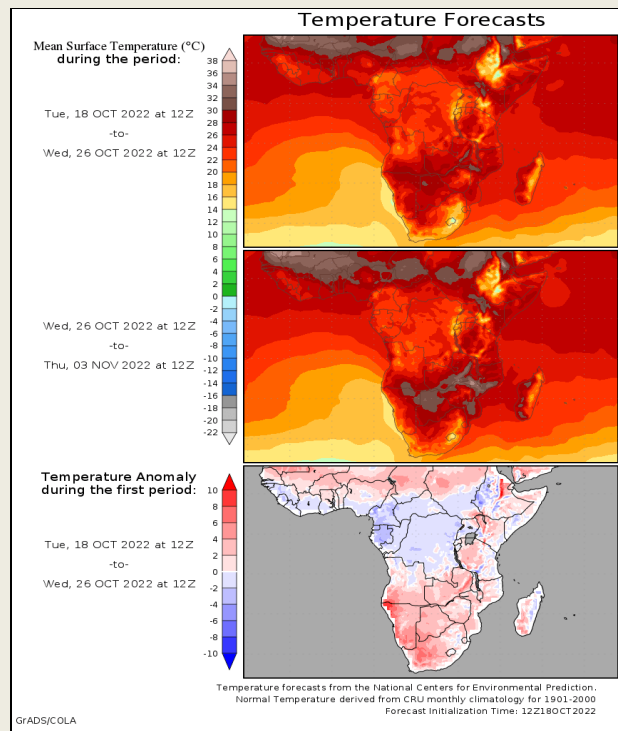 Temperature Forecasts
Mean Surface Temperature (°C)
during the period:
38
36
34
32
30
28
26
24
22
20
18
16
14
12
10
8
6
4
2
0
-2
-4
-6
-8
-10
-12
-14
-16
-18
-20
-22
Tue, 18 OCT 2022 at 12Z
-to-
Wed, 26 OCT 2022 at 12Z
Wed, 26 OCT 2022 at 12Z
-to-
Thu, 03 NOV 2022 at 12Z
Temperature Anomaly
during the first period:
10
8
6
4
2
0
-2
-4
-6
-8
-10
Tue, 18 OCT 2022 at 12Z
-to-
Wed, 26 OCT 2022 at 12Z
Temperature forecasts from the National Centers for Environmental Prediction.
Normal Temperature derived from CRU monthly climatology for 1901-2000
Forecast Initialization Time: 12Z18OCT2022
GrADS/COLA